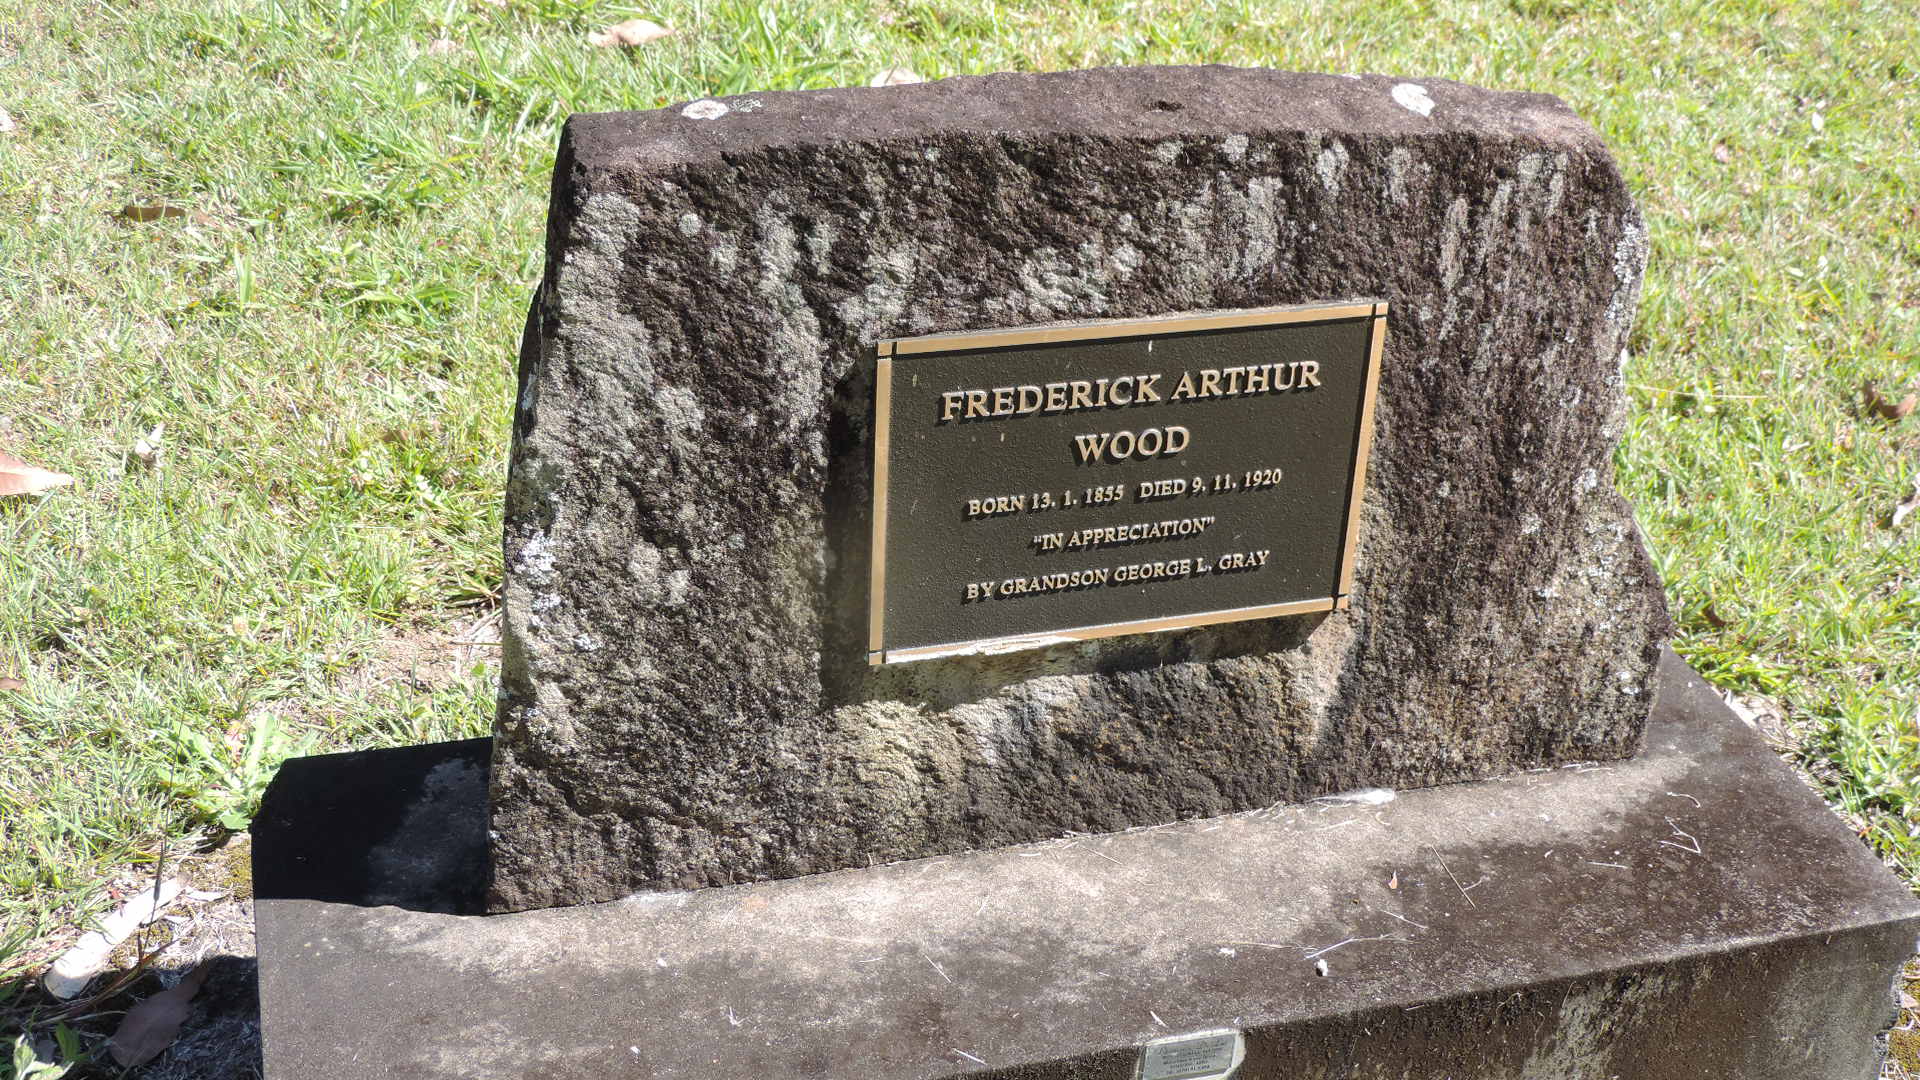 FREDERICK ARTHUR
WOOD
BORN 13. 1. 1855 DIED 9. 11. 1920
"IN APPRECIATION"
BY GRANDSON GEORGE L. GRAY